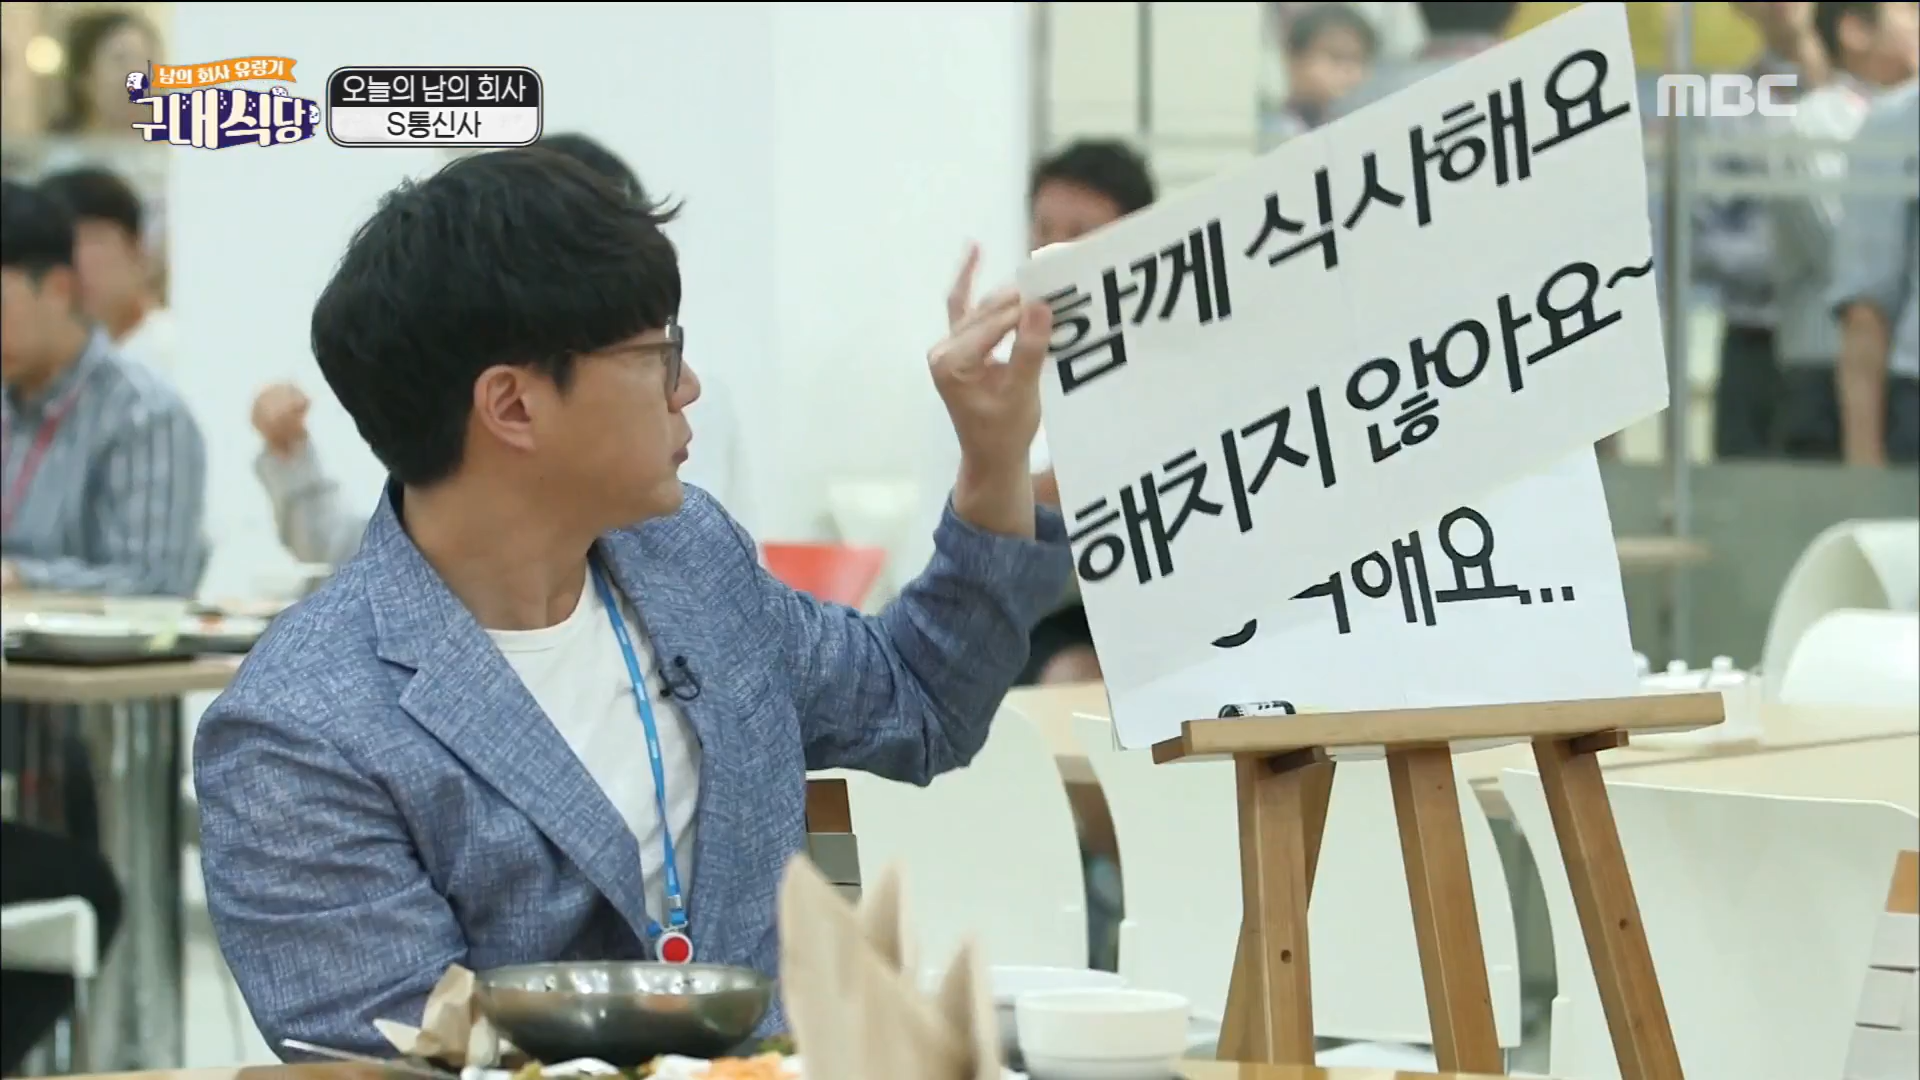 남의 회사 유랑기
구내식당
오늘의 남의 회사
S통신사
MBC
함께 식사해요
해치지 않아요~
얘요...